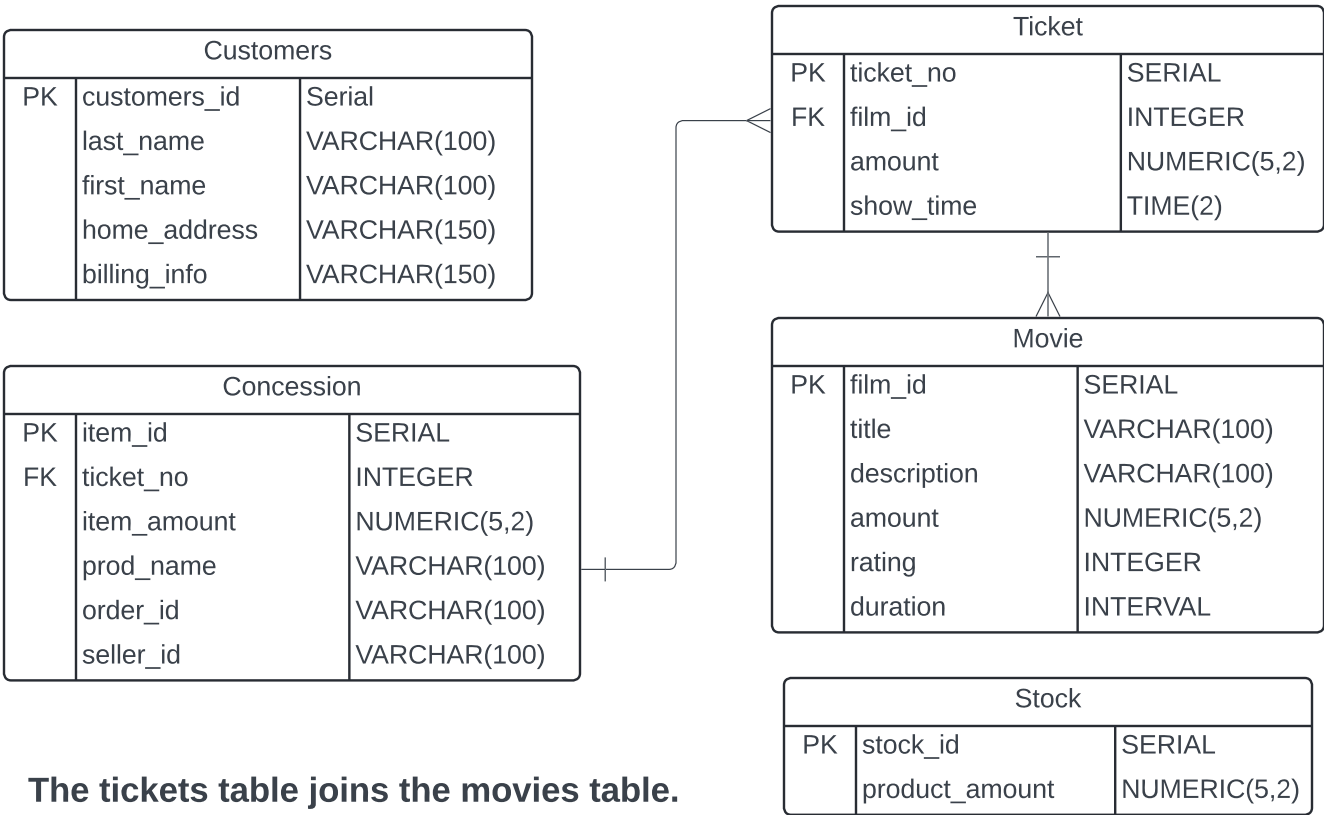 Customers
PK customers_id Serial
last_name VARCHAR(100)
first_name VARCHAR(100)
home_address VARCHAR(150)
billing_info VARCHAR(150)
Ticket
PK ticket_no SERIAL
FK film_id INTEGER
amount NUMERIC(5,2)
show_time TIME(2)
Concession
PK item_id SERIAL
FK ticket_no INTEGER
item_amount NUMERIC(5,2)
prod_name VARCHAR(100)
order_id VARCHAR(100)
seller_id VARCHAR(100)
Movie
PK film_id SERIAL
title VARCHAR(100)
description VARCHAR(100)
amount NUMERIC(5,2)
rating INTEGER
duration INTERVAL
Stock
PK stock_id SERIAL
product_amount NUMERIC(5,2)
The tickets table joins the movies table.